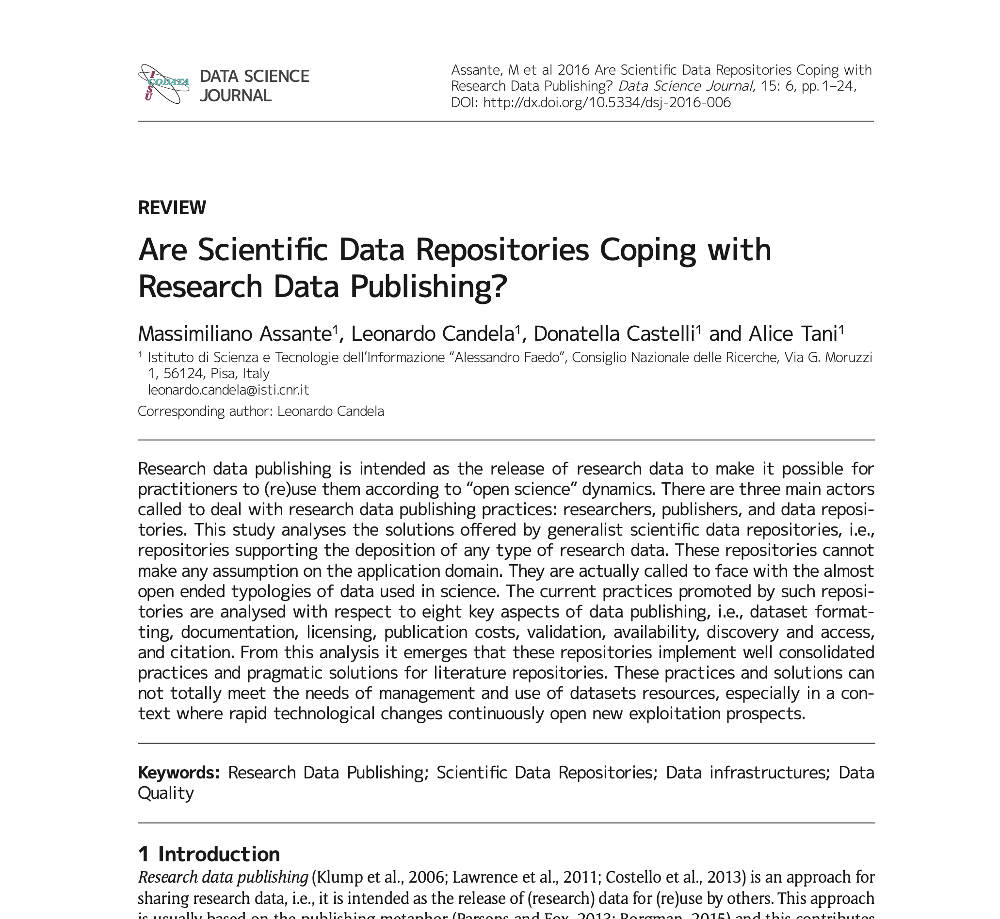 I
CODATA
S
U
DATA SCIENCE
JOURNAL
Assante, M et al 2016 Are Scientific Data Repositories Coping with
Research Data Publishing? Data Science Journal, 15: 6, pp. 1–24,
DOI: http://dx.doi.org/10.5334/dsj-2016-006
REVIEW
Are Scientific Data Repositories Coping with
Research Data Publishing?
Massimiliano Assante¹, Leonardo Candela¹, Donatella Castelli¹ and Alice Tani¹
¹ Istituto di Scienza e Tecnologie dell’Informazione “Alessandro Faedo”, Consiglio Nazionale delle Ricerche, Via G. Moruzzi
1, 56124, Pisa, Italy
leonardo.candela@isti.cnr.it
Corresponding author: Leonardo Candela
Research data publishing is intended as the release of research data to make it possible for
practitioners to (re)use them according to “open science” dynamics. There are three main actors
called to deal with research data publishing practices: researchers, publishers, and data reposi-
tories. This study analyses the solutions offered by generalist scientific data repositories, i.e.,
repositories supporting the deposition of any type of research data. These repositories cannot
make any assumption on the application domain. They are actually called to face with the almost
open ended typologies of data used in science. The current practices promoted by such reposi-
tories are analysed with respect to eight key aspects of data publishing, i.e., dataset format-
ting, documentation, licensing, publication costs, validation, availability, discovery and access,
and citation. From this analysis it emerges that these repositories implement well consolidated
practices and pragmatic solutions for literature repositories. These practices and solutions can
not totally meet the needs of management and use of datasets resources, especially in a con-
text where rapid technological changes continuously open new exploitation prospects.
Keywords: Research Data Publishing; Scientific Data Repositories; Data infrastructures; Data
Quality
1 Introduction
Research data publishing (Klump et al., 2006; Lawrence et al., 2011; Costello et al., 2013) is an approach for
sharing research data, i.e., it is intended as the release of (research) data for (re)use by others. This approach
is usually based on the publishing metaphor (Parsons and Fox, 2013; Borgman, 2015) and this contributes